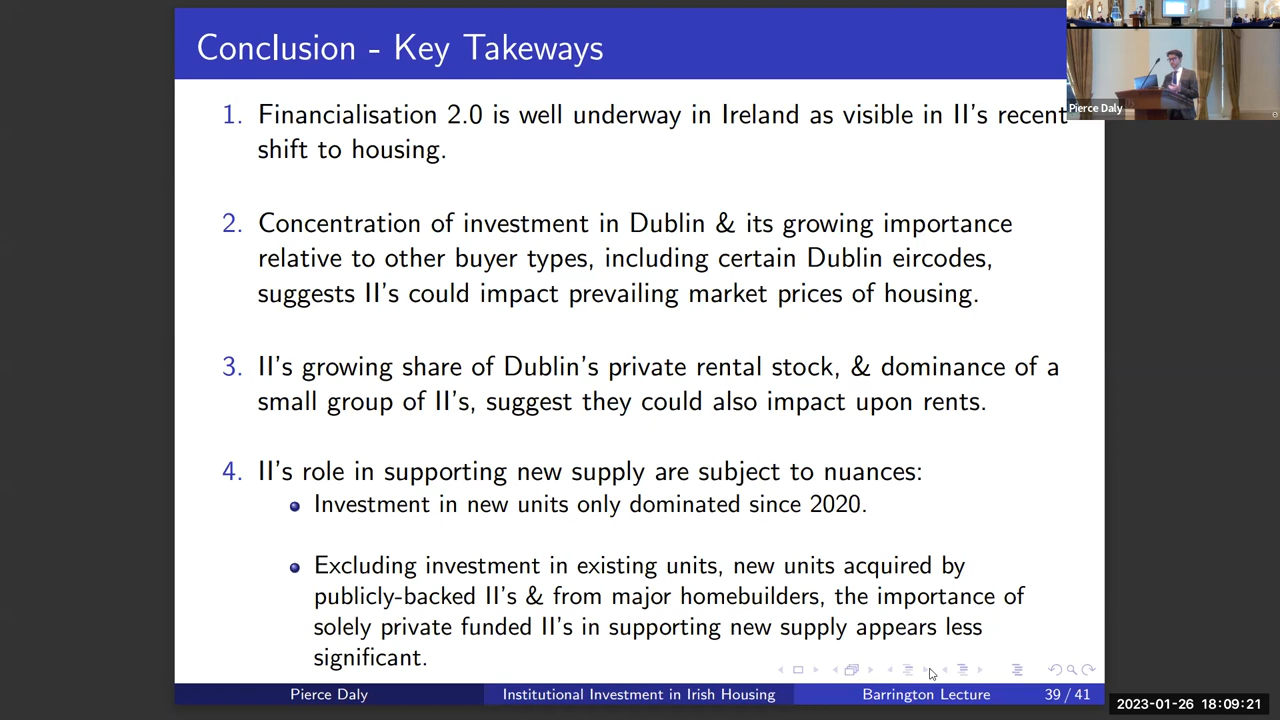 Conclusion - Key Takeways
1. Financialisation 2.0 is well underway in Ireland as visible in II's recent
shift to housing.
2. Concentration of investment in Dublin & its growing importance
relative to other buyer types, including certain Dublin eircodes,
suggests II's could impact prevailing market prices of housing.
3. II's growing share of Dublin's private rental stock, & dominance of a
small group of II's, suggest they could also impact upon rents.
4. II's role in supporting new supply are subject to nuances:
Investment in new units only dominated since 2020.
Excluding investment in existing units, new units acquired by
publicly-backed II's & from major homebuilders, the importance of
solely private funded II's in supporting new supply appears less
significant.
Pierce Daly
Institutional Investment in Irish Housing
Barrington Lecture
39 / 41
Pierce Daly
2023-01-26 18:09:21